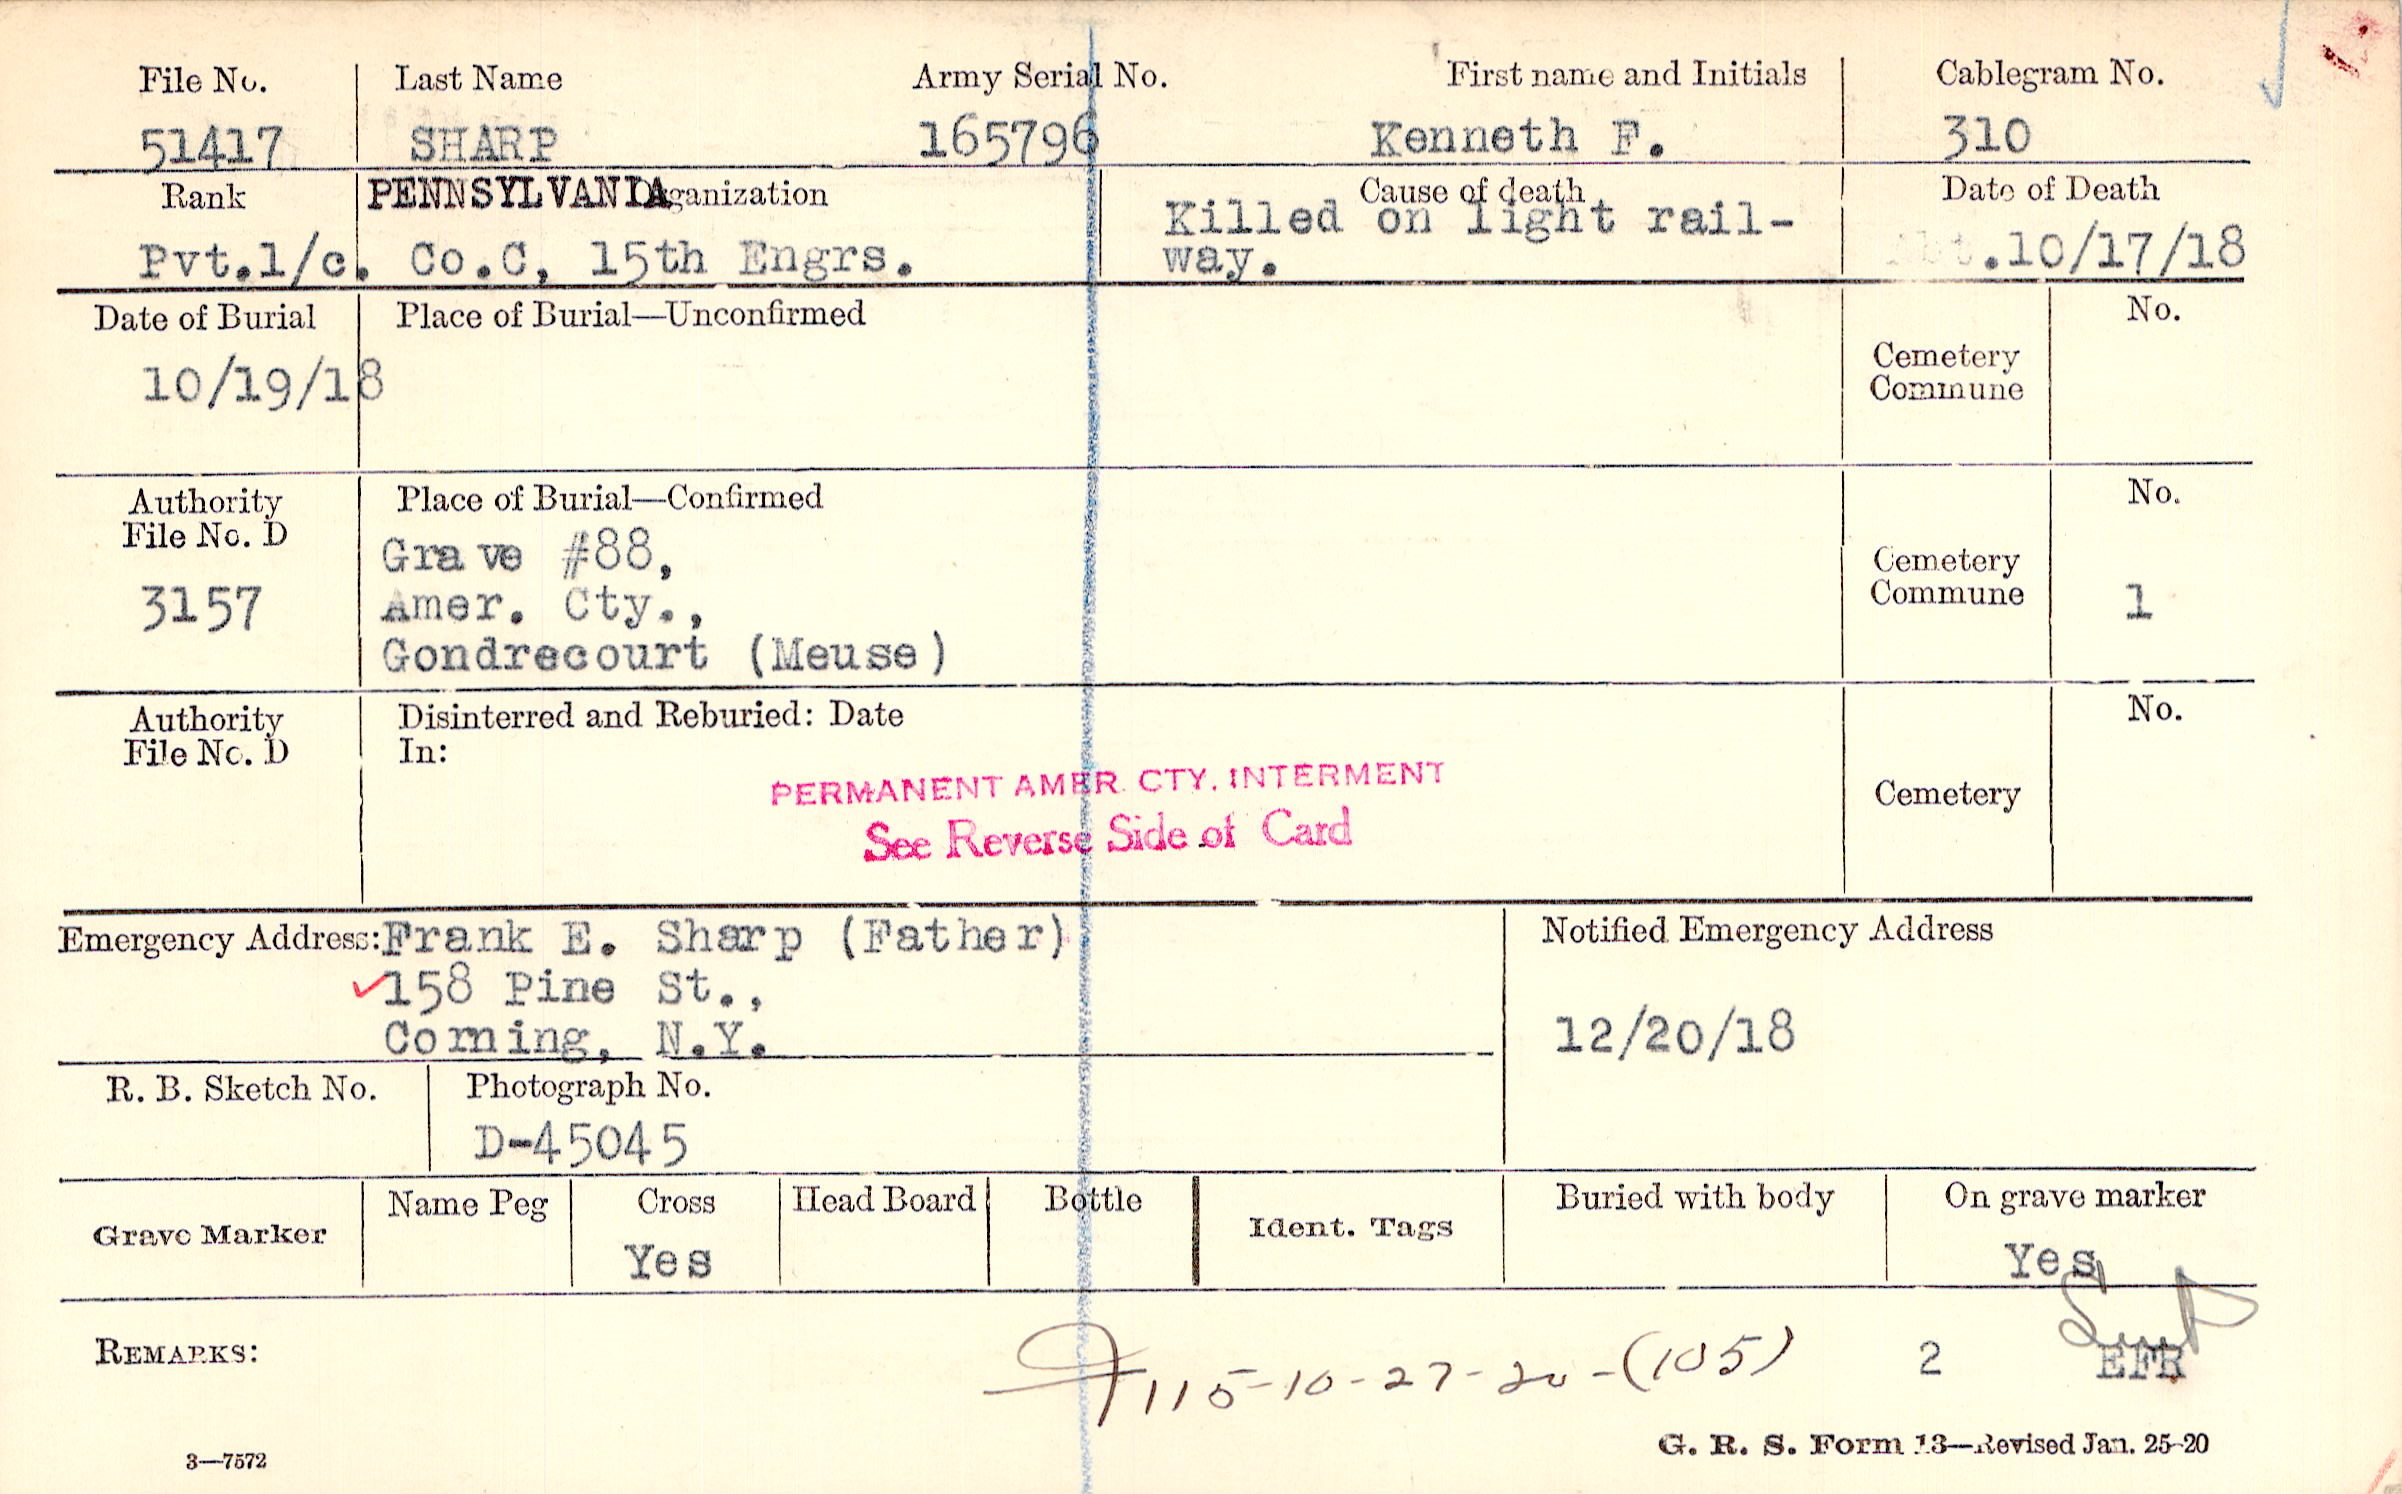 File No. Last Name Army Serial No. First name and Initials Cablegram No.
51417 SHARP 165796 Kenneth F. 310
Rank PENNSYLVANIA Organization Cause of death Date of Death
Pvt.1/c. Co.C, 15th Engrs. Killed on light rail-
way. .10/17/18
Date of Burial Place of Burial—Unconfirmed No.
10/19/18 Cemetery
Commune
Authority Place of Burial—Confirmed No.
File No. D
3157 Grave #88, Cemetery
Amer. Cty., Commune 1
Gondrecourt (Meuse)
Authority Disinterred and Reburied: Date No.
File No. D In:
PERMANENT AMER. CTY. INTERMENT Cemetery
See Reverse Side of Card
Emergency Address: Frank E. Sharp (Father) Notified Emergency Address
158 Pine St.,
Corning, N.Y. 12/20/18
R. B. Sketch No. Photograph No.
D-45045
Grave Marker Name Peg Cross Head Board Bottle Ident. Tags Buried with body On grave marker
Yes Yes
REMARKS: 115-10-27-20-(105) 2 EFR
3—7572 G. R. S. Form 13—Revised Jan. 25-20